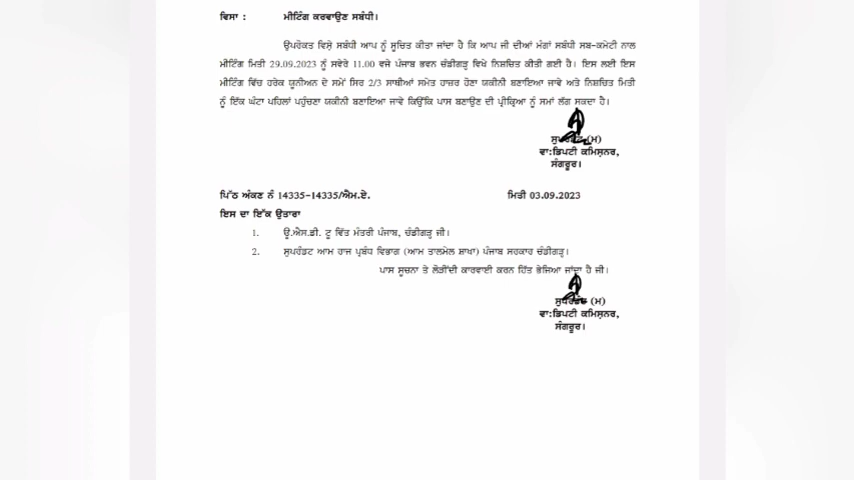 ਵਿਸਾ : ਮੀਟਿੰਗ ਕਰਵਾਉਣ ਸਬੰਧੀ।
ਉਪਰੋਕਤ ਵਿਸ਼ੇ ਸਬੰਧੀ ਆਪ ਨੂੰ ਸੂਚਿਤ ਕੀਤਾ ਜਾਂਦਾ ਹੈ ਕਿ ਆਪ ਜੀ ਦੀਆਂ ਮੰਗਾਂ ਸਬੰਧੀ ਸਬ-ਕਮੇਟੀ ਨਾਲ
ਮੀਟਿੰਗ ਮਿਤੀ 29.09.2023 ਨੂੰ ਸਵੇਰੇ 11.00 ਵਜੇ ਪੰਜਾਬ ਭਵਨ ਚੰਡੀਗੜ੍ਹ ਵਿਖੇ ਨਿਸ਼ਚਿਤ ਕੀਤੀ ਗਈ ਹੈ। ਇਸ ਲਈ ਇਸ
ਮੀਟਿੰਗ ਵਿੱਚ ਹਰੇਕ ਯੂਨੀਅਨ ਦੇ ਸਮੇਂ ਸਿਰ 2/3 ਸਾਥੀਆਂ ਸਮੇਤ ਹਾਜ਼ਰ ਹੋਣਾ ਯਕੀਨੀ ਬਣਾਇਆ ਜਾਵੇ ਅਤੇ ਨਿਸ਼ਚਿਤ ਮਿਤੀ
ਨੂੰ ਇੱਕ ਘੰਟਾ ਪਹਿਲਾਂ ਪਹੁੰਚਣਾ ਯਕੀਨੀ ਬਣਾਇਆ ਜਾਵੇ ਕਿਉਂਕਿ ਪਾਸ ਬਣਾਉਣ ਦੀ ਪ੍ਰੀਕ੍ਰਿਆ ਨੂੰ ਸਮਾਂ ਲੱਗ ਸਕਦਾ ਹੈ।
ਸੁਪਰਡੰਟ (ਮ)
ਵਾ:ਡਿਪਟੀ ਕਮਿਸ਼ਨਰ,
ਸੰਗਰੂਰ।
ਪਿੱਠ ਅੰਕਣ ਨੰ 14335-14335/ਐਮ.ਏ. ਮਿਤੀ 03.09.2023
ਇਸ ਦਾ ਇੱਕ ਉਤਾਰਾ
1. ਊ.ਐਸ.ਡੀ. ਟੂ ਵਿੱਤ ਮੰਤਰੀ ਪੰਜਾਬ, ਚੰਡੀਗੜ੍ਹ ਜੀ।
2. ਸੁਪਰੰਡਟ ਆਮ ਰਾਜ ਪ੍ਰਬੰਧ ਵਿਭਾਗ (ਆਮ ਤਾਲਮੇਲ ਸ਼ਾਖਾ) ਪੰਜਾਬ ਸਰਕਾਰ ਚੰਡੀਗੜ੍ਹ।
ਪਾਸ ਸੂਚਨਾ ਤੇ ਲੋੜੀਂਦੀ ਕਾਰਵਾਈ ਕਰਨ ਹਿੱਤ ਭੇਜਿਆ ਜਾਂਦਾ ਹੈ ਜੀ।
ਸੁਪਰਡੰਟ (ਮ)
ਵਾ:ਡਿਪਟੀ ਕਮਿਸ਼ਨਰ,
ਸੰਗਰੂਰ।